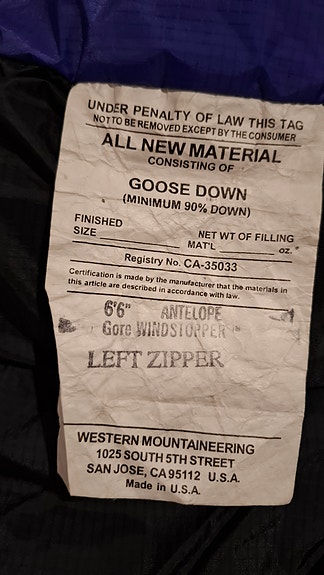 UNDER PENALTY OF LAW THIS TAG
NOT TO BE REMOVED EXCEPT BY THE CONSUMER
ALL NEW MATERIAL
CONSISTING OF
GOOSE DOWN
(MINIMUM 90% DOWN)
FINISHED
SIZE
NET WT OF FILLING
MAT'L oz.
Registry No. CA-35033
Certification is made by the manufacturer that the materials in
this article are described in accordance with law.
6'6" ANTELOPE
Gore WINDSTOPPER
LEFT ZIPPER
WESTERN MOUNTAINEERING
1025 SOUTH 5TH STREET
SAN JOSE, CA 95112 U.S.A.
Made in U.S.A.